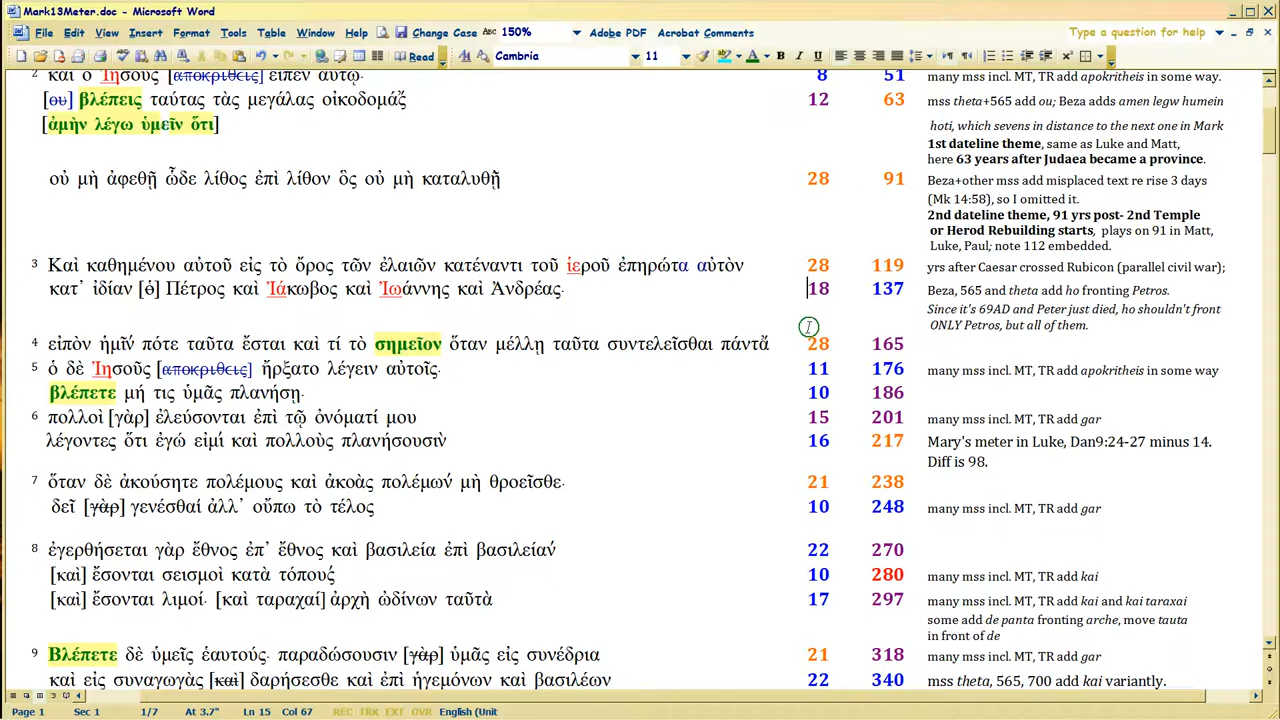 Mark13Meter.doc - Microsoft Word
File Edit View Insert Format Tools Table Window Help Change Case 150% Adobe PDF Acrobat Comments Type a question for help
Read Cambria 11
2 καὶ ὁ Ἰησοῦς [αποκριθεις] εἶπεν αὐτῷ· 8 51 many mss incl. MT, TR add apokritheis in some way.
[ου] βλέπεις ταύτας τὰς μεγάλας οἰκοδομάς 12 63 mss theta+565 add ou; Beza adds amen legw humein
[ἀμὴν λέγω ὑμεῖν ὅτι] hoti, which sevens in distance to the next one in Mark
1st dateline theme, same as Luke and Matt,
here 63 years after Judaea became a province.
οὐ μὴ ἀφεθῇ ὧδε λίθος ἐπὶ λίθον ὃς οὐ μὴ καταλυθῇ 28 91 Beza+other mss add misplaced text re rise 3 days
(Mk 14:58), so I omitted it.
2nd dateline theme, 91 yrs post- 2nd Temple
or Herod Rebuilding starts, plays on 91 in Matt,
Luke, Paul; note 112 embedded.
3 Καὶ καθημένου αὐτοῦ εἰς τὸ ὄρος τῶν ἐλαιῶν κατέναντι τοῦ ἱεροῦ ἐπηρώτα αὐτὸν 28 119 yrs after Caesar crossed Rubicon (parallel civil war);
κατ᾽ ἰδίαν [ὁ] Πέτρος καὶ Ἰάκωβος καὶ Ἰωάννης καὶ Ἀνδρέας· 18 137 Beza, 565 and theta add ho fronting Petros.
Since it's 69AD and Peter just died, he shouldn't front
ONLY Petros, but all of them.
4 εἰπὸν ἡμῖν πότε ταῦτα ἔσται καὶ τί τὸ σημεῖον ὅταν μέλλῃ ταῦτα συντελεῖσθαι πάντα 28 165
5 ὁ δὲ Ἰησοῦς [αποκριθεις] ἤρξατο λέγειν αὐτοῖς· 11 176 many mss incl. MT, TR add apokritheis in some way
βλέπετε μή τις ὑμᾶς πλανήσῃ· 10 186
6 πολλοὶ [γὰρ] ἐλεύσονται ἐπὶ τῷ ὀνόματί μου 15 201 many mss incl. MT, TR add gar
λέγοντες ὅτι ἐγώ εἰμι καὶ πολλοὺς πλανήσουσιν 16 217 Mary's meter in Luke, Dan9:24-27 minus 14.
Diff is 98.
7 ὅταν δὲ ἀκούσητε πολέμους καὶ ἀκοὰς πολέμων μὴ θροεῖσθε· 21 238
δεῖ [γὰρ] γενέσθαί ἀλλ᾽ οὔπω τὸ τέλος 10 248 many mss incl. MT, TR add gar
8 ἐγερθήσεται γὰρ ἔθνος ἐπ᾽ ἔθνος καὶ βασιλεία ἐπὶ βασιλείαν 22 270
[καὶ] ἔσονται σεισμοὶ κατὰ τόπους 10 280 many mss incl. MT, TR add kai
[καὶ] ἔσονται λιμοί· [καὶ ταραχαί] ἀρχὴ ὠδίνων ταῦτὰ 17 297 many mss incl. MT, TR add kai and kai taraxai
some add de panta fronting arche, move tauta
in front of de
9 Βλέπετε δὲ ὑμεῖς ἑαυτούς· παραδώσουσιν [γὰρ] ὑμᾶς εἰς συνέδρια 21 318 many mss incl. MT, TR add gar
καὶ εἰς συναγωγὰς [καὶ] δαρήσεσθε καὶ ἐπὶ ἡγεμόνων καὶ βασιλέων 22 340 mss theta, 565, 700 add kai variantly.
Page 1 Sec 1 1/7 At 3.7" Ln 15 Col 67 REC TRK EXT OVR English (Unit